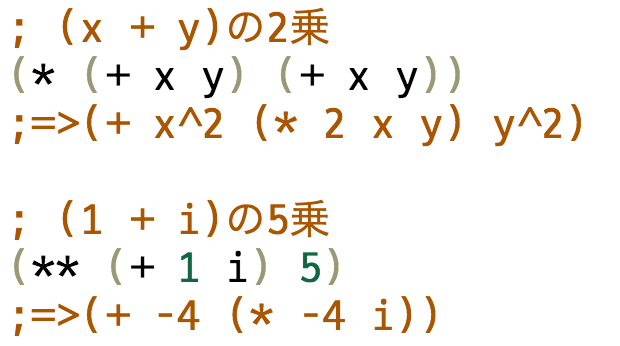 ; (x + y)の2乗
(* (+ x y) (+ x y))
;=>(+ x^2 (* 2 x y) y^2)
; (1 + i)の5乗
(** (+ 1 i) 5)
;=>(+ -4 (* -4 i))